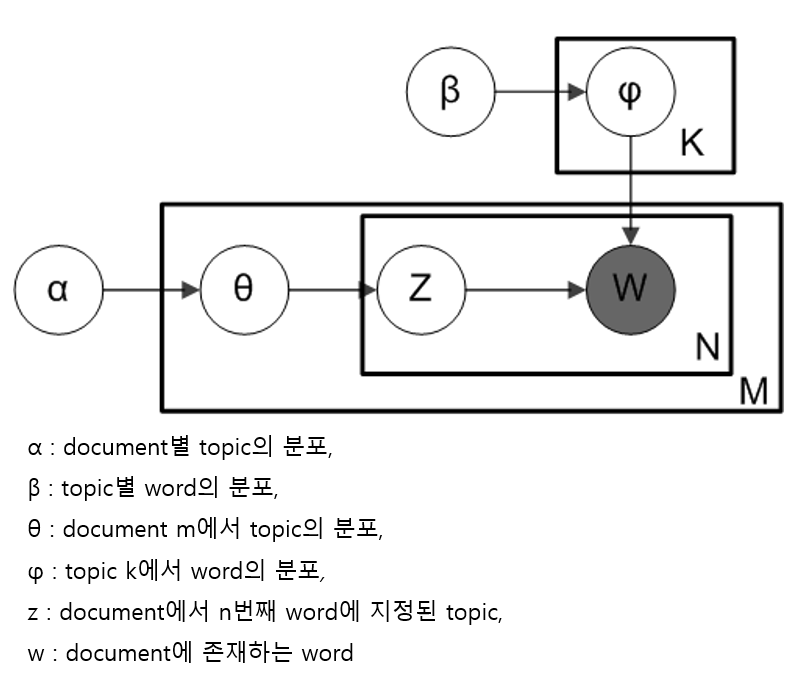 β
φ
K
α
θ
Z
W
N
M
α : document별 topic의 분포,
β : topic별 word의 분포,
θ : document m에서 topic의 분포,
φ : topic k에서 word의 분포,
z : document에서 n번째 word에 지정된 topic,
w : document에 존재하는 word